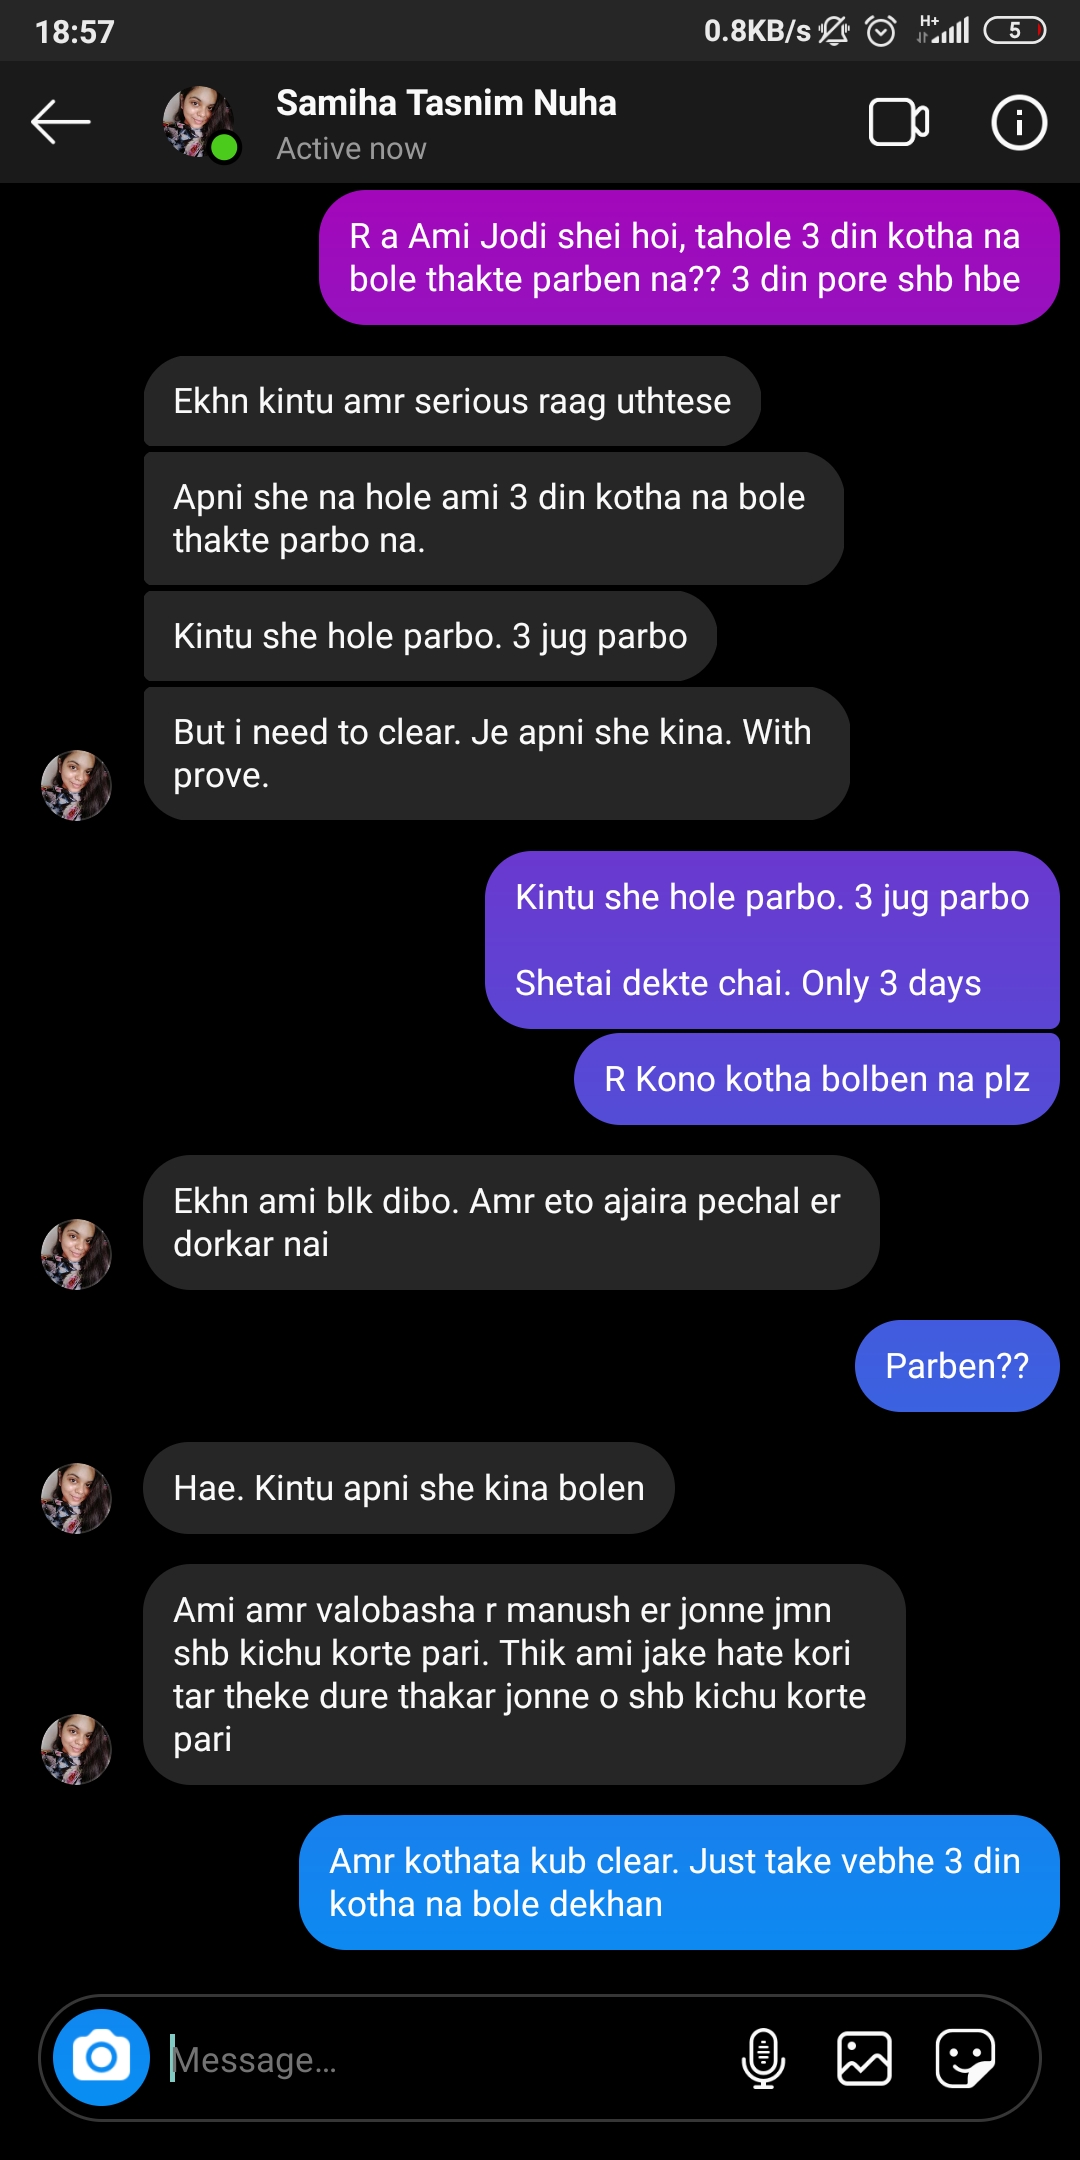 18:57
0.8KB/s H+ 5
Samiha Tasnim Nuha
Active now
R a Ami Jodi shei hoi, tahole 3 din kotha na
bole thakte parben na?? 3 din pore shb hbe
Ekhn kintu amr serious raag uthtese
Apni she na hole ami 3 din kotha na bole
thakte parbo na.
Kintu she hole parbo. 3 jug parbo
But i need to clear. Je apni she kina. With
prove.
Kintu she hole parbo. 3 jug parbo
Shetai dekte chai. Only 3 days
R Kono kotha bolben na plz
Ekhn ami blk dibo. Amr eto ajaira pechal er
dorkar nai
Parben??
Hae. Kintu apni she kina bolen
Ami amr valobasha r manush er jonne jmn
shb kichu korte pari. Thik ami jake hate kori
tar theke dure thakar jonne o shb kichu korte
pari
Amr kothata kub clear. Just take vebhe 3 din
kotha na bole dekhan
Message...